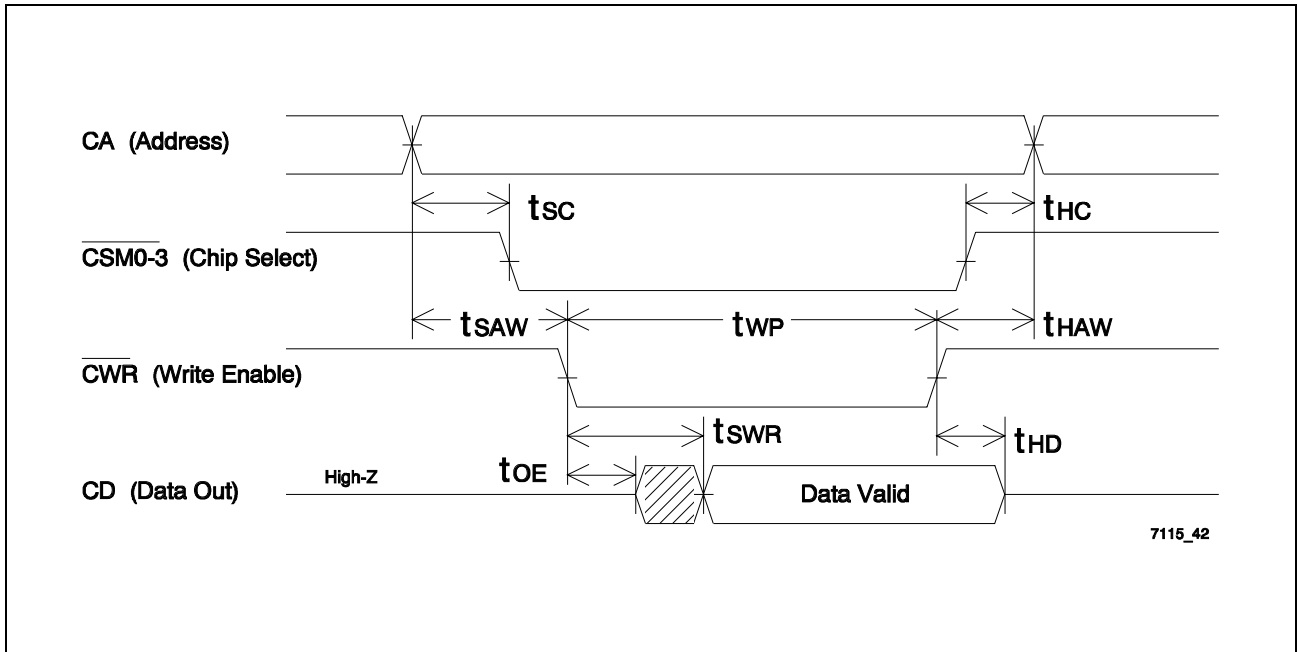 CA (Address)
tSC
tHC
CSM0-3 (Chip Select)
tSAW
tWP
tHAW
CWR (Write Enable)
tSWR
tHD
tOE
CD (Data Out)
High-Z
Data Valid
7115_42